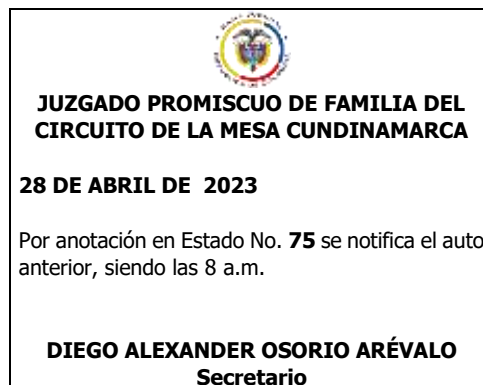 JUZGADO PROMISCUO DE FAMILIA DEL
CIRCUITO DE LA MESA CUNDINAMARCA
28 DE ABRIL DE 2023
Por anotación en Estado No. 75 se notifica el auto
anterior, siendo las 8 a.m.
DIEGO ALEXANDER OSORIO ARÉVALO
Secretario